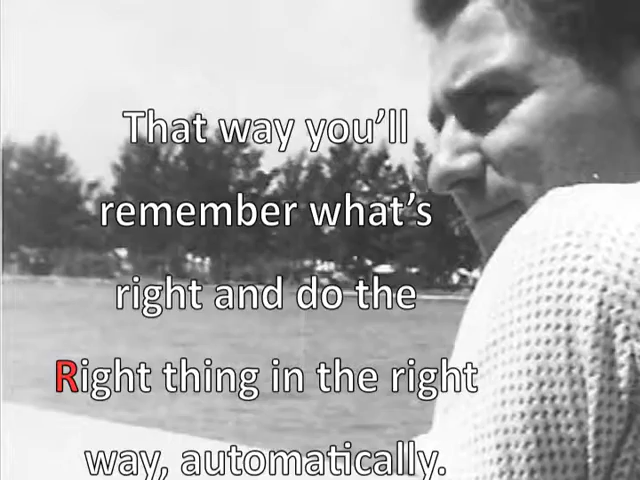 That way you'll
remember what's
right and do the
Right thing in the right
way, automatically.